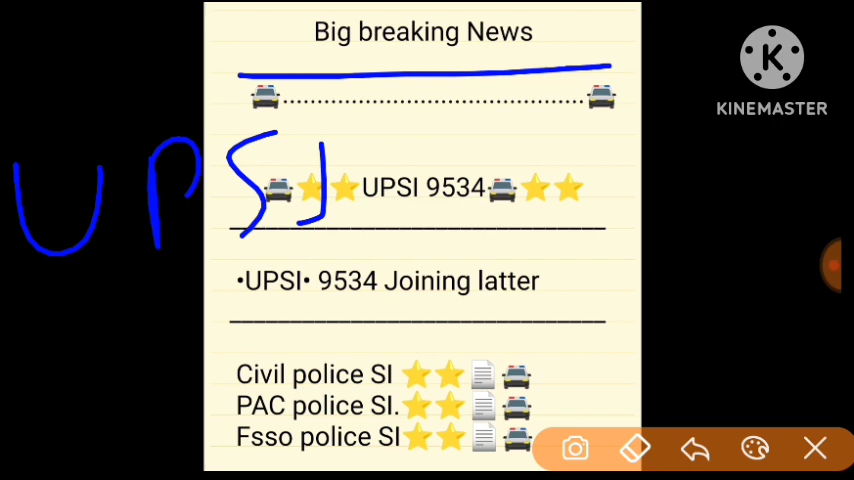 Big breaking News
KINEMASTER
🚔.......................................🚔
UPSI
🚔⭐⭐UPSI 9534🚔⭐⭐
•UPSI• 9534 Joining latter
Civil police SI ⭐⭐📄🚔
PAC police SI.⭐⭐📄🚔
Fsso police SI⭐⭐📄🚔